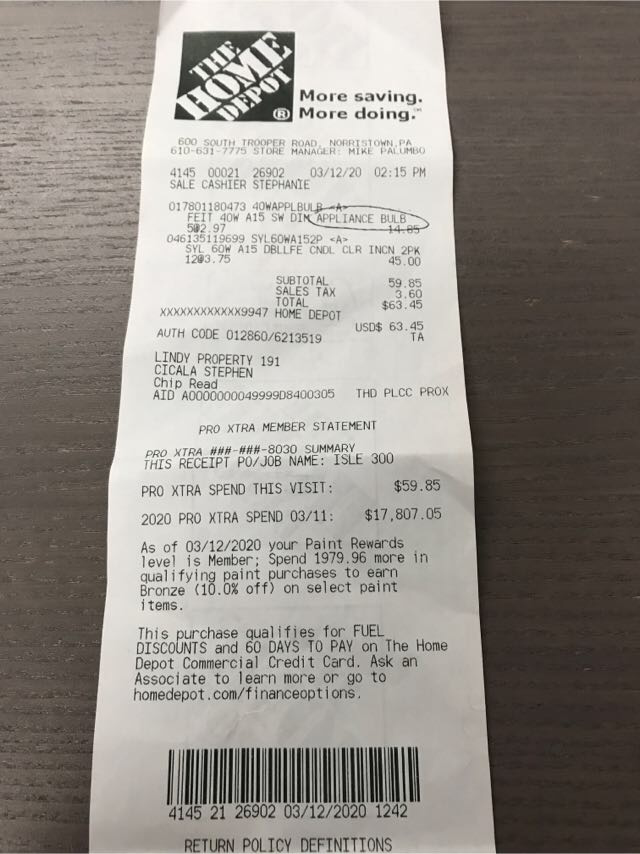 THE
HOME
DEPOT
®
More saving.
More doing.™
600 SOUTH TROOPER ROAD, NORRISTOWN,PA
610-631-7775 STORE MANAGER: MIKE PALUMBO
4145 00021 26902 03/12/20 02:15 PM
SALE CASHIER STEPHANIE
017801180473 40WAPPLBULB <A>
FEIT 40W A15 SW DIM APPLIANCE BULB
5@2.97 14.85
046135119699 SYL60WA152P <A>
SYL 60W A15 DBLLFE CNDL CLR INCN 2PK
12@3.75 45.00
SUBTOTAL 59.85
SALES TAX 3.60
TOTAL $63.45
XXXXXXXXXXXX9947 HOME DEPOT
USD$ 63.45
AUTH CODE 012860/6213519 TA
LINDY PROPERTY 191
CICALA STEPHEN
Chip Read
AID A0000000049999D8400305 THD PLCC PROX
PRO XTRA MEMBER STATEMENT
PRO XTRA ###-###-8030 SUMMARY
THIS RECEIPT PO/JOB NAME: ISLE 300
PRO XTRA SPEND THIS VISIT: $59.85
2020 PRO XTRA SPEND 03/11: $17,807.05
As of 03/12/2020 your Paint Rewards
level is Member; Spend 1979.96 more in
qualifying paint purchases to earn
Bronze (10.0% off) on select paint
items.
This purchase qualifies for FUEL
DISCOUNTS and 60 DAYS TO PAY on The Home
Depot Commercial Credit Card. Ask an
Associate to learn more or go to
homedepot.com/financeoptions.
4145 21 26902 03/12/2020 1242
RETURN POLICY DEFINITIONS